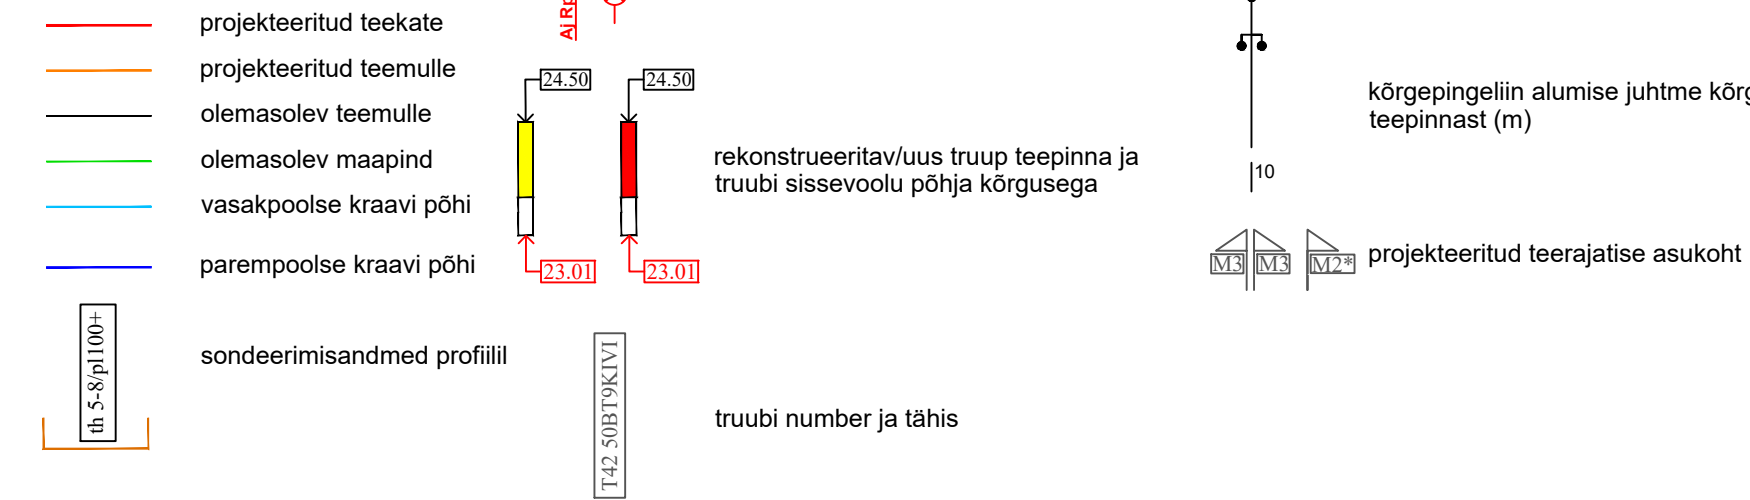 projekteeritud teekate
projekteeritud teemulle
olemasolev teemulle
olemasolev maapind
vasakpoolse kraavi põhi
parempoolse kraavi põhi
th 5-8/pl100+
sondeerimisandmed profiilil
Aj Rp
24.50
24.50
rekonstrueeritav/uus truup teepinna ja
truubi sissevoolu põhja kõrgusega
23.01
23.01
T42 50BT9KIVI
truubi number ja tähis
kõrgepingeliin alumise juhtme kõrg
teepinnast (m)
10
M3
M3
M2*
projekteeritud teerajatise asukoht